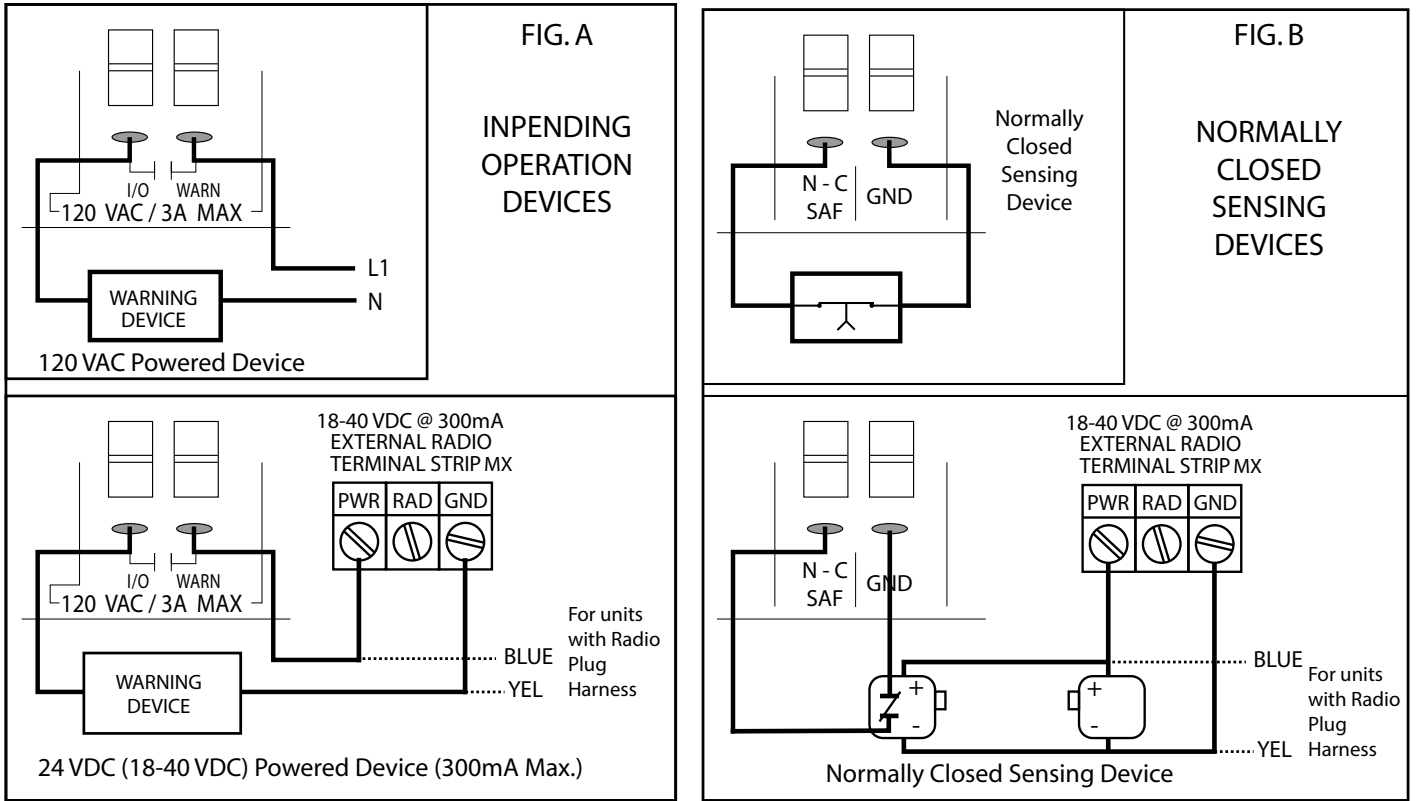 FIG. A
INPENDING
OPERATION
DEVICES
I/O WARN
120 VAC / 3A MAX
L1
N
WARNING
DEVICE
120 VAC Powered Device
18-40 VDC @ 300mA
EXTERNAL RADIO
TERMINAL STRIP MX
PWR RAD GND
I/O WARN
120 VAC / 3A MAX
For units
with Radio
Plug
Harness
BLUE
YEL
WARNING
DEVICE
24 VDC (18-40 VDC) Powered Device (300mA Max.)
FIG. B
NORMALLY
CLOSED
SENSING
DEVICES
Normally
Closed
Sensing
Device
N - C
SAF
GND
18-40 VDC @ 300mA
EXTERNAL RADIO
TERMINAL STRIP MX
PWR RAD GND
N - C
SAF
GND
BLUE
For units
with Radio
Plug
Harness
YEL
+
-
+
-
Normally Closed Sensing Device